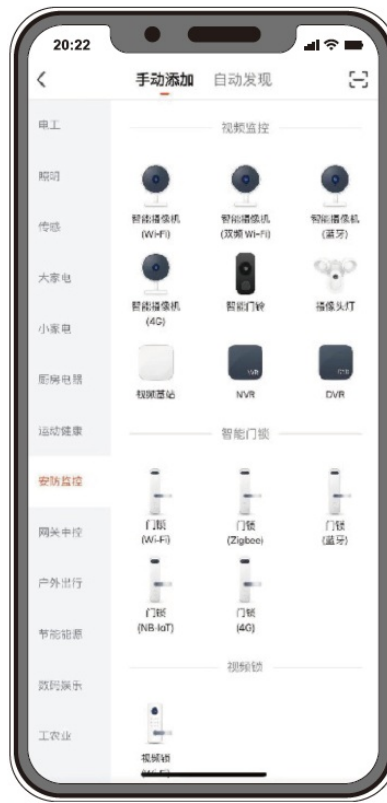 20:22
手动添加 自动发现
电工
照明
传感
大家电
小家电
厨房电器
运动健康
安防监控
网关中控
户外出行
节能能源
数码娱乐
工农业
视频监控
智能摄像机
(Wi-Fi)
智能摄像机
(双频 Wi-Fi)
智能摄像机
(蓝牙)
智能摄像机
(4G)
智能门铃
摄像头灯
视频基站
NVR
DVR
智能门锁
门锁
(Wi-Fi)
门锁
(Zigbee)
门锁
(蓝牙)
门锁
(NB-IoT)
门锁
(4G)
视频锁
视频锁
(Wi-Fi)